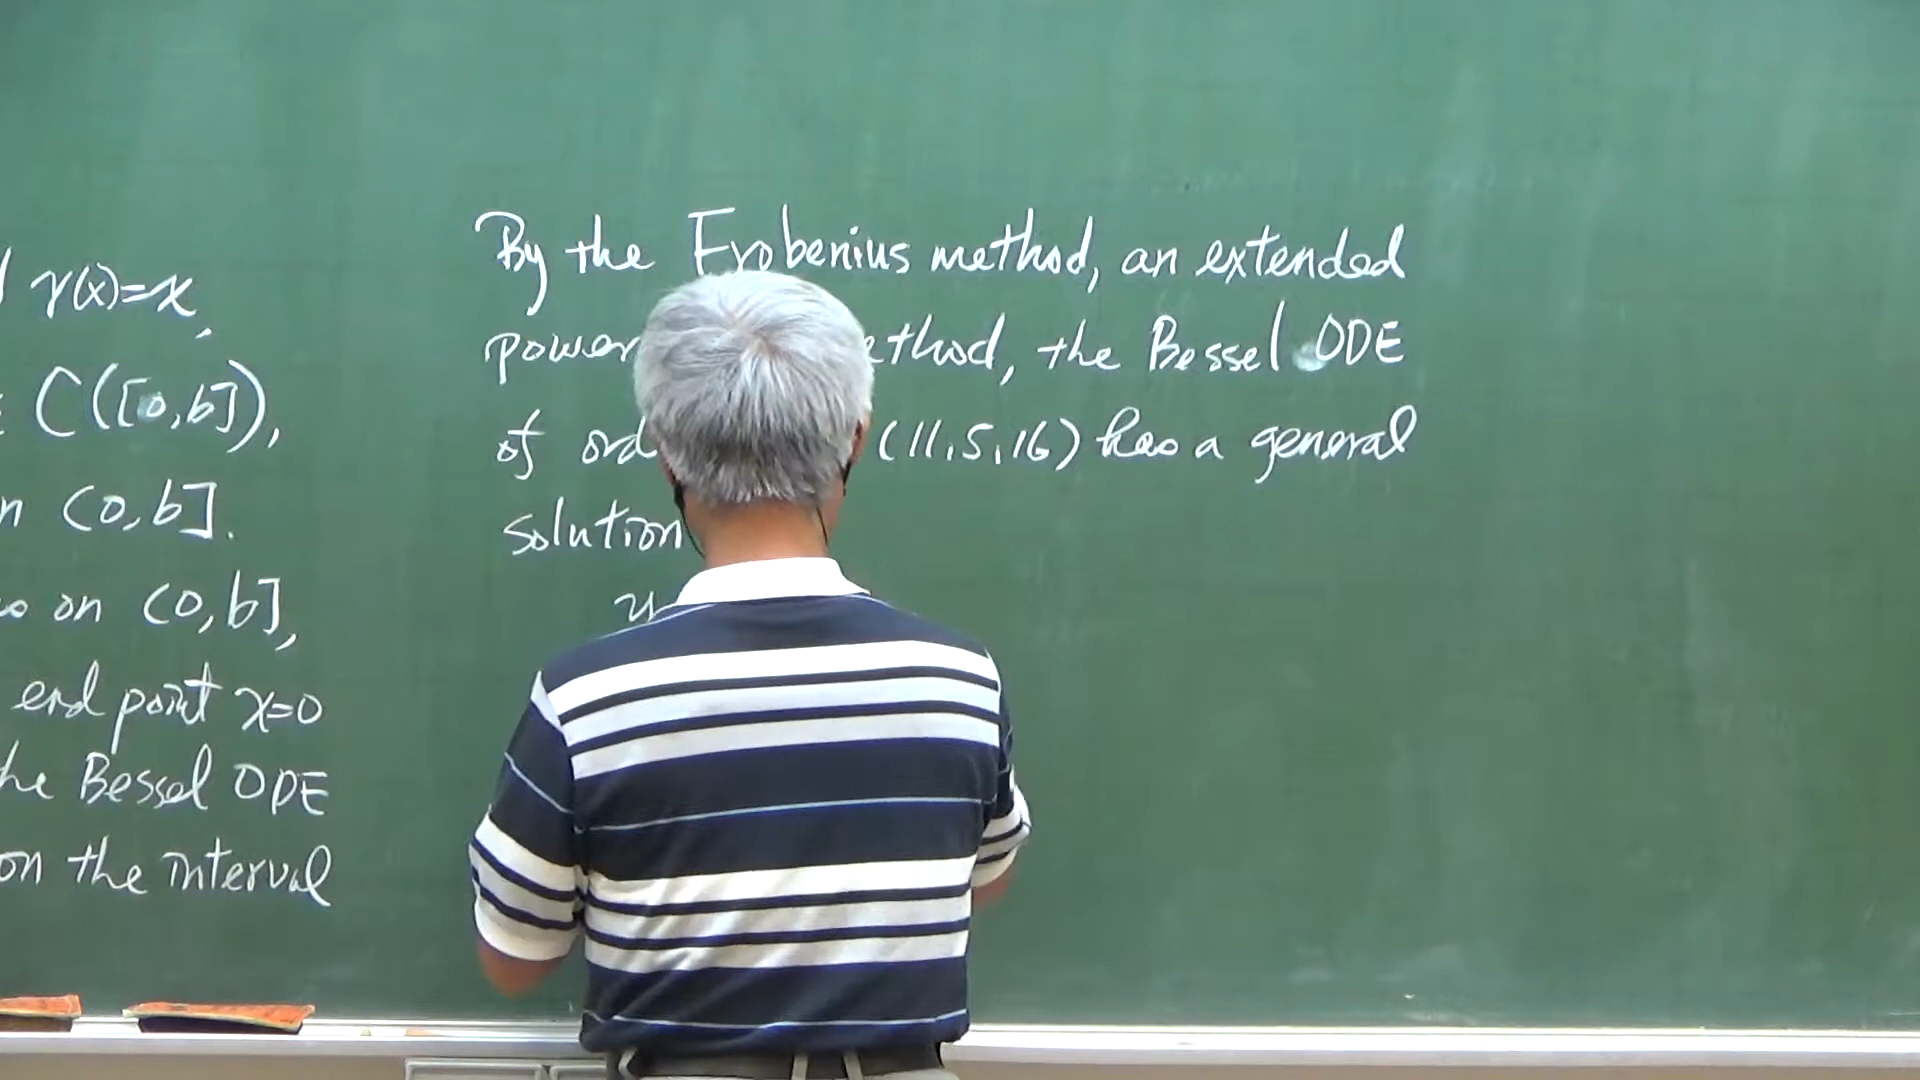 r(x)=x,
C([0,b]),
on (0,b].
on (0,b],
end point x=0
the Bessel ODE
on the interval
By the Frobenius method, an extended
power method, the Bessel ODE
of (11.5.16) has a general
solution
y